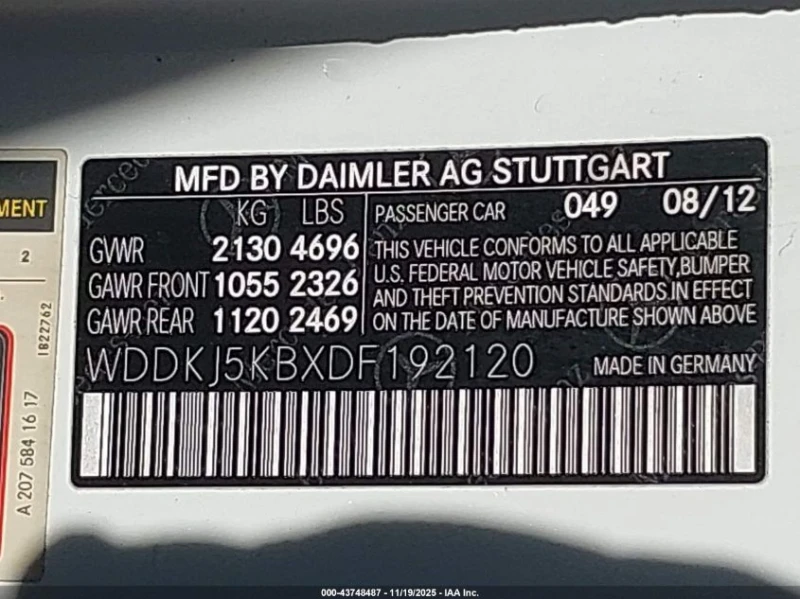 MFD BY DAIMLER AG STUTTGART
KG LBS
GVWR 2130 4696
GAWR FRONT 1055 2326
GAWR REAR 1120 2469
PASSENGER CAR 049 08/12
THIS VEHICLE CONFORMS TO ALL APPLICABLE
U.S. FEDERAL MOTOR VEHICLE SAFETY,BUMPER
AND THEFT PREVENTION STANDARDS IN EFFECT
ON THE DATE OF MANUFACTURE SHOWN ABOVE
WDDKJ5KBXDF192120
MADE IN GERMANY
MENT
2
1822762
A 207 584 16 17
000-43748487 - 11/19/2025 - IAA Inc.